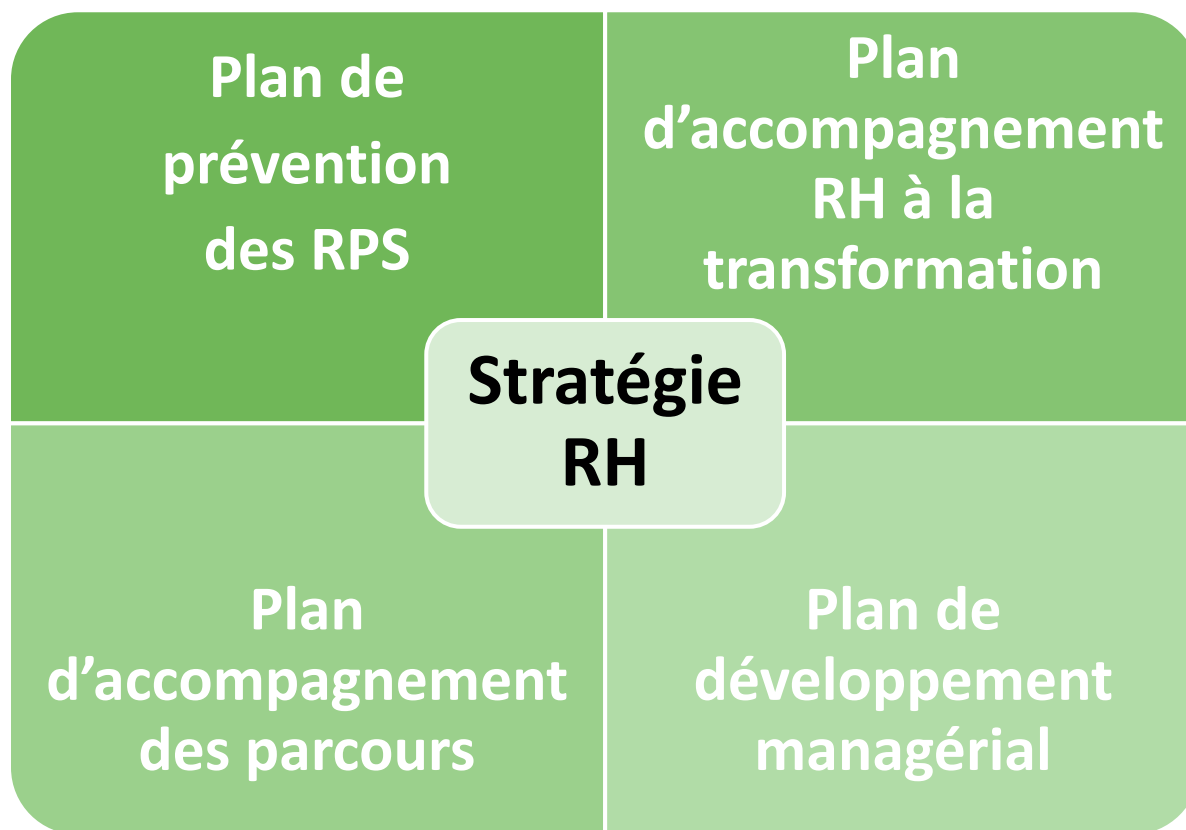 Plan de
prévention
des RPS
Plan
d’accompagnement
RH à la
transformation
Stratégie
RH
Plan
d’accompagnement
des parcours
Plan de
développement
managérial